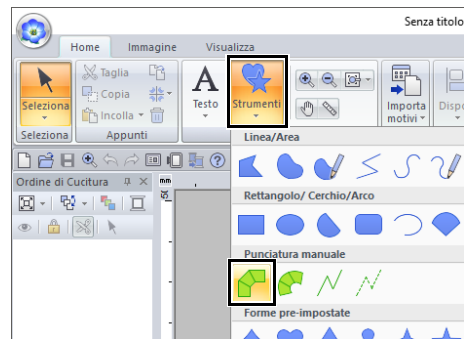 Senza titolo
Home Immagine Visualizza
Taglia
Copia
Incolla
Seleziona
Testo
Strumenti
Importa
motivi
Dispo
Seleziona Appunti
Linea/Area
Ordine di Cucitura
mm
Rettangolo/ Cerchio/Arco
Punciatura manuale
Forme pre-impostate